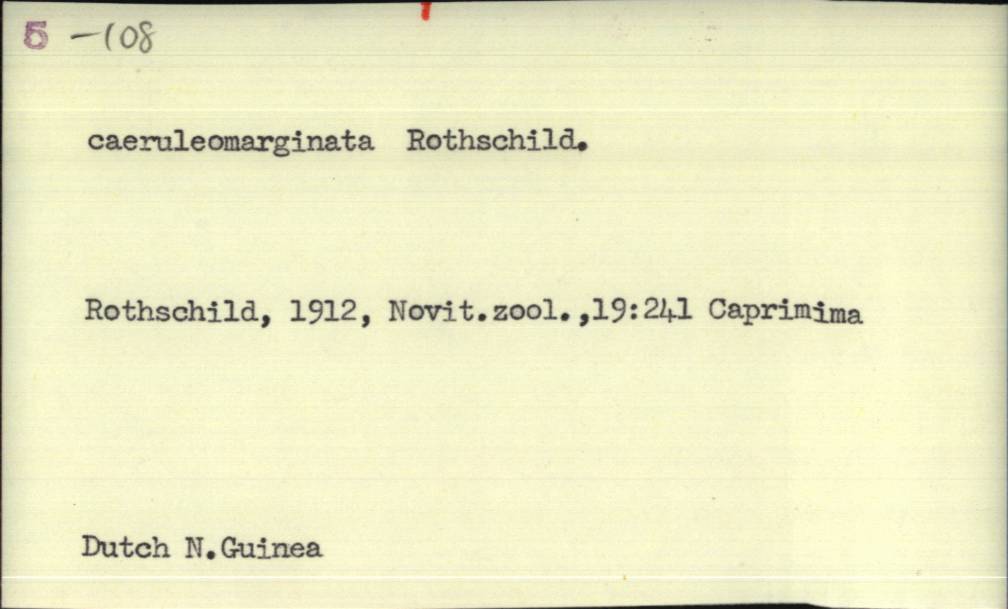 5 -108
caeruleomarginata Rothschild.
Rothschild, 1912, Novit.zool.,19:241 Caprimima
Dutch N.Guinea